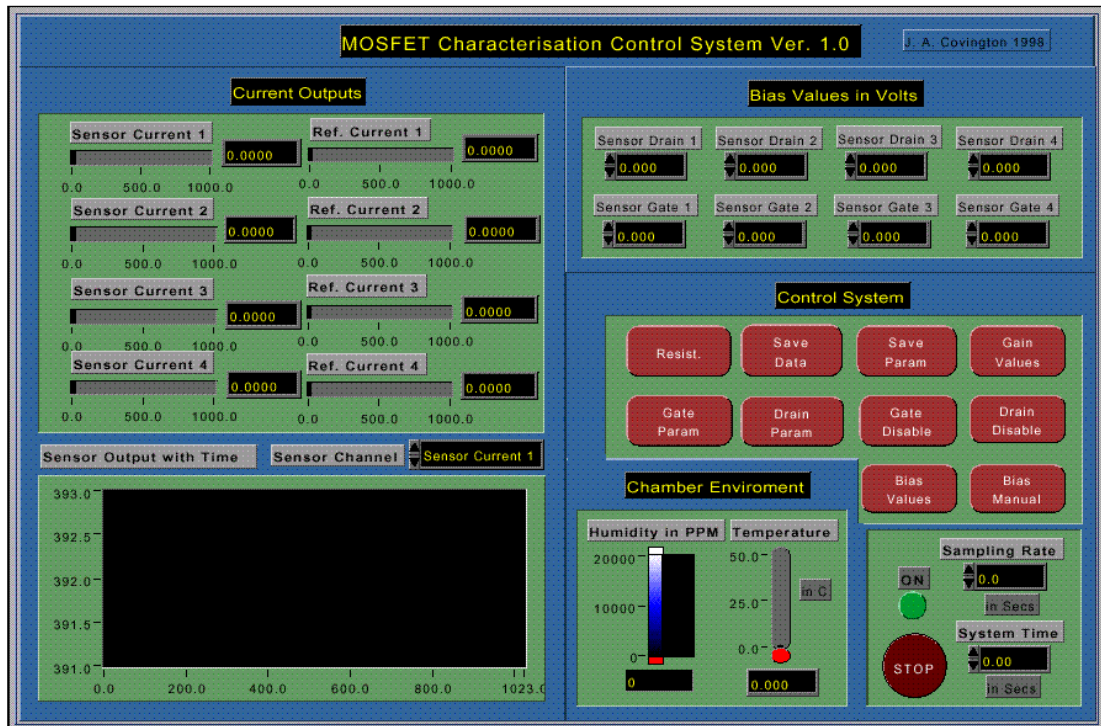 MOSFET Characterisation Control System Ver. 1.0
J. A. Covington 1998
Current Outputs
Sensor Current 1
0.0000
0.0 500.0 1000.0
Ref. Current 1
0.0000
0.0 500.0 1000.0
Sensor Current 2
0.0000
0.0 500.0 1000.0
Ref. Current 2
0.0000
0.0 500.0 1000.0
Sensor Current 3
0.0000
0.0 500.0 1000.0
Ref. Current 3
0.0000
0.0 500.0 1000.0
Sensor Current 4
0.0000
0.0 500.0 1000.0
Ref. Current 4
0.0000
0.0 500.0 1000.0
Bias Values in Volts
Sensor Drain 1
0.000
Sensor Drain 2
0.000
Sensor Drain 3
0.000
Sensor Drain 4
0.000
Sensor Gate 1
0.000
Sensor Gate 2
0.000
Sensor Gate 3
0.000
Sensor Gate 4
0.000
Control System
Resist.
Save
Data
Save
Param
Gain
Values
Gate
Param
Drain
Param
Gate
Disable
Drain
Disable
Bias
Values
Bias
Manual
Sensor Output with Time
Sensor Channel
Sensor Current 1
393.0
392.5
392.0
391.5
391.0
0.0 200.0 400.0 600.0 800.0 1023.0
Chamber Enviroment
Humidity in PPM
20000
10000
0
0
Temperature
50.0
25.0
0.0
in C
0.000
Sampling Rate
0.0
in Secs
ON
System Time
0.00
in Secs
STOP